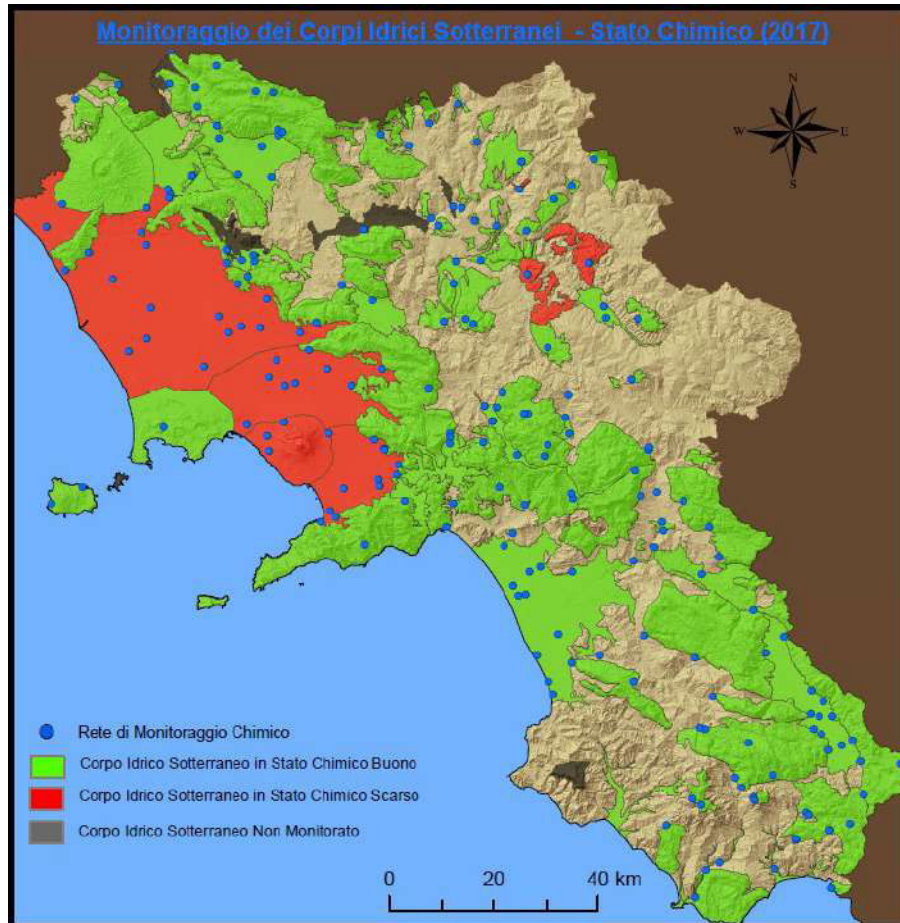 Monitoraggio dei Corpi Idrici Sotterranei - Stato Chimico (2017)
N
W
E
S
Rete di Monitoraggio Chimico
Corpo Idrico Sotterraneo in Stato Chimico Buono
Corpo Idrico Sotterraneo in Stato Chimico Scarso
Corpo Idrico Sotterraneo Non Monitorato
0 20 40 km